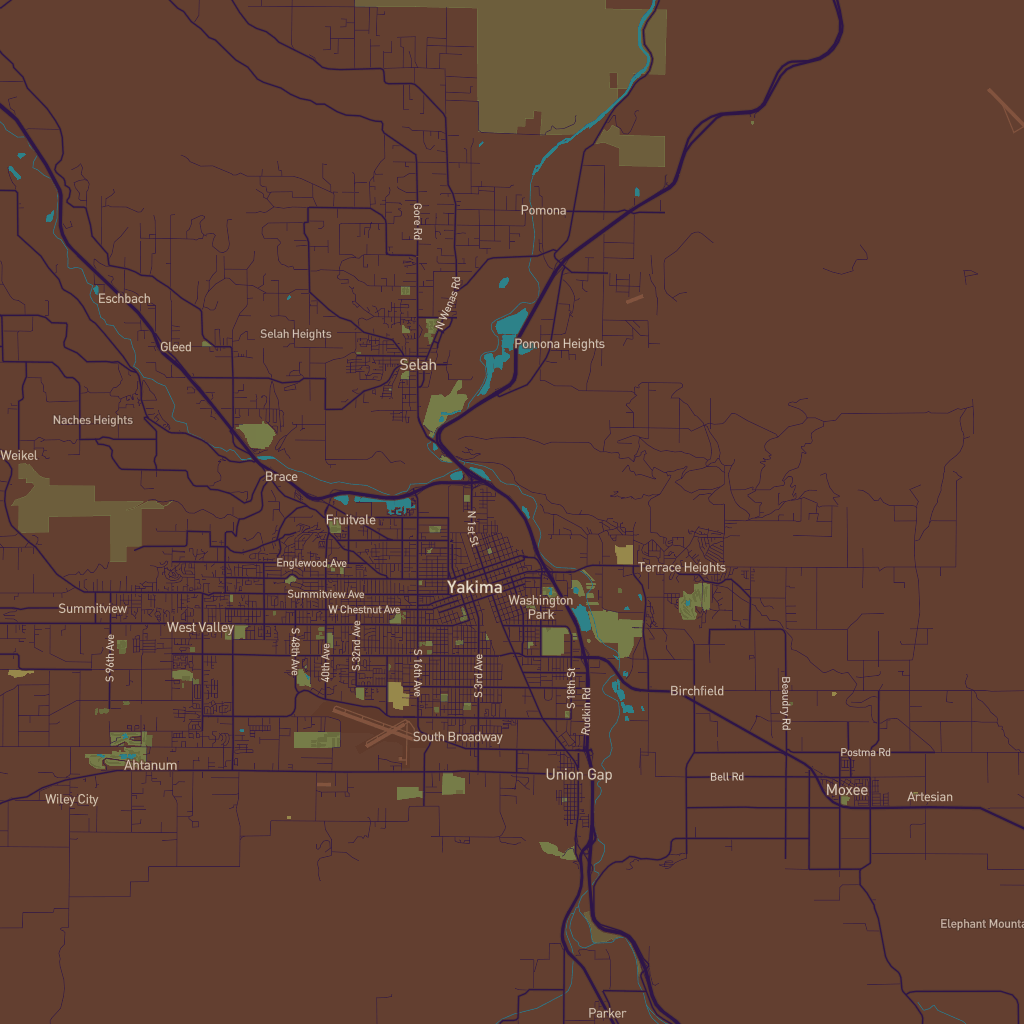 Pomona
Gore Rd
N Wenas Rd
Eschbach
Gleed
Selah Heights
Pomona Heights
Selah
Naches Heights
Weikel
Brace
Fruitvale
N 1st St
Englewood Ave
Terrace Heights
Summitview Ave
Yakima
Summitview
W Chestnut Ave
Washington
Park
West Valley
S 96th Ave
S 48th Ave
40th Ave
S 32nd Ave
S 16th Ave
S 3rd Ave
S 18th St
Rudkin Rd
Birchfield
Beaudry Rd
South Broadway
Postma Rd
Ahtanum
Union Gap
Bell Rd
Moxee
Wiley City
Artesian
Elephant Mounta
Parker